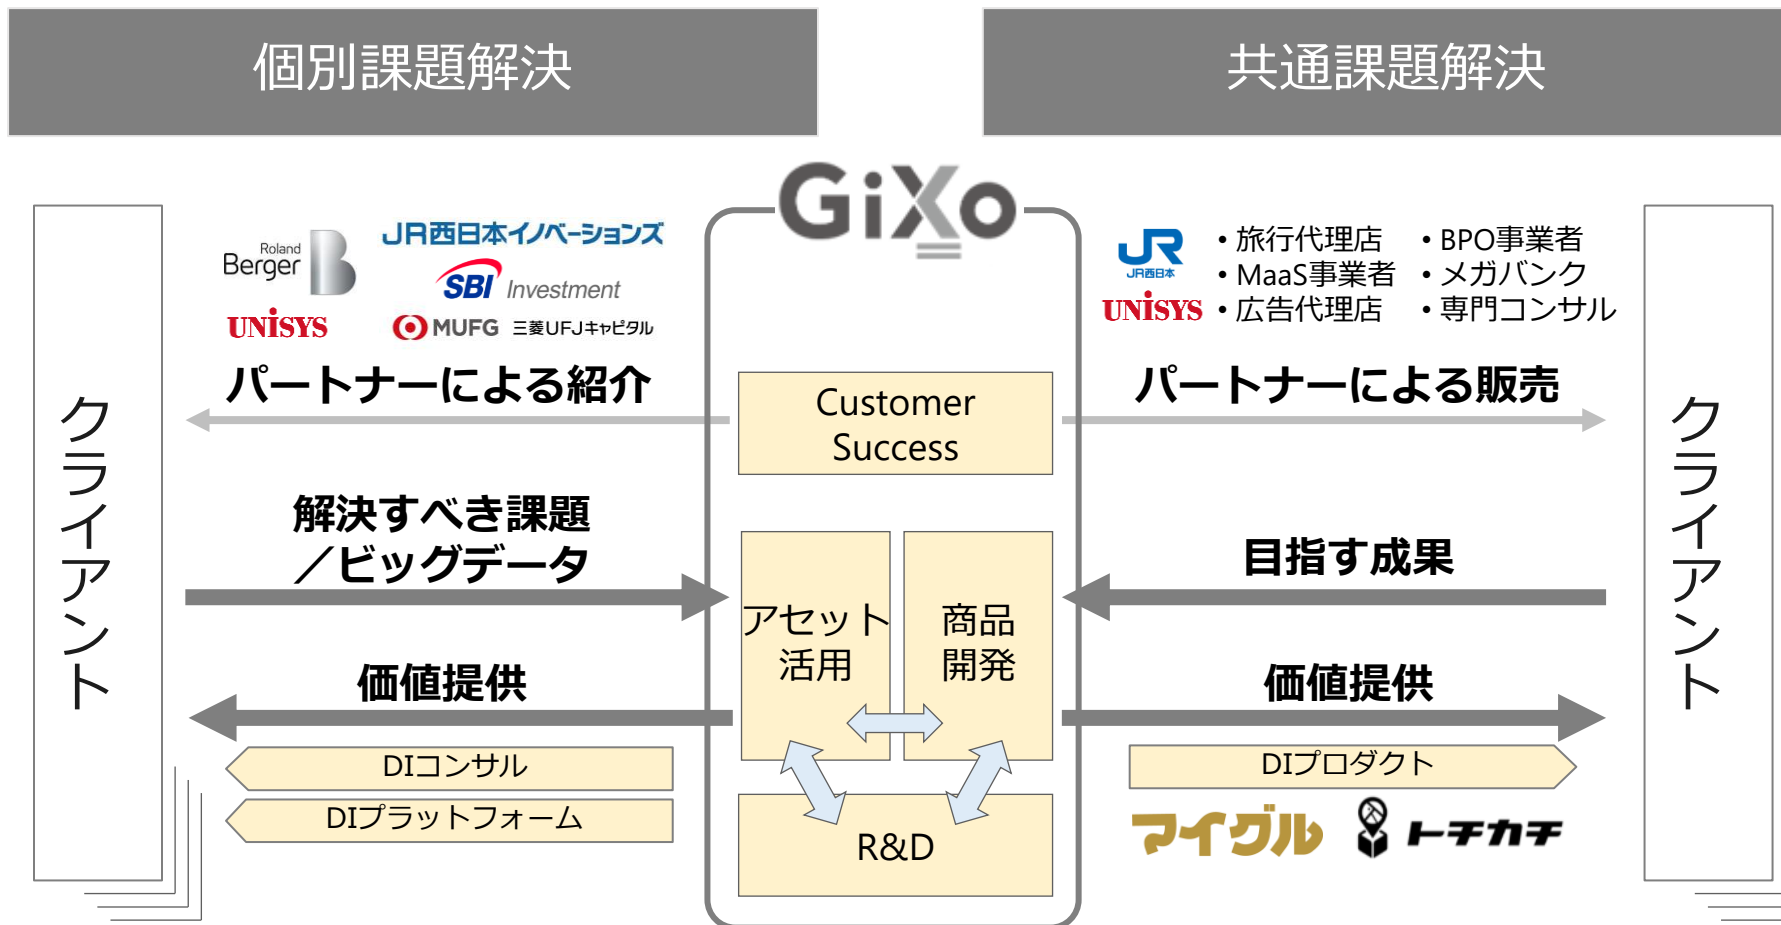 個別課題解決
共通課題解決
GiXo
クライアント
Roland
Berger
B
JR西日本イノベーションズ
SBI Investment
UNISYS
MUFG 三菱UFJキャピタル
パートナーによる紹介
解決すべき課題
／ビッグデータ
価値提供
DIコンサル
DIプラットフォーム
Customer
Success
アセット
活用
商品
開発
R&D
JR
JR西日本
UNISYS
・旅行代理店
・MaaS事業者
・広告代理店
・BPO事業者
・メガバンク
・専門コンサル
パートナーによる販売
目指す成果
価値提供
DIプロダクト
マイグル
トチカチ
クライアント